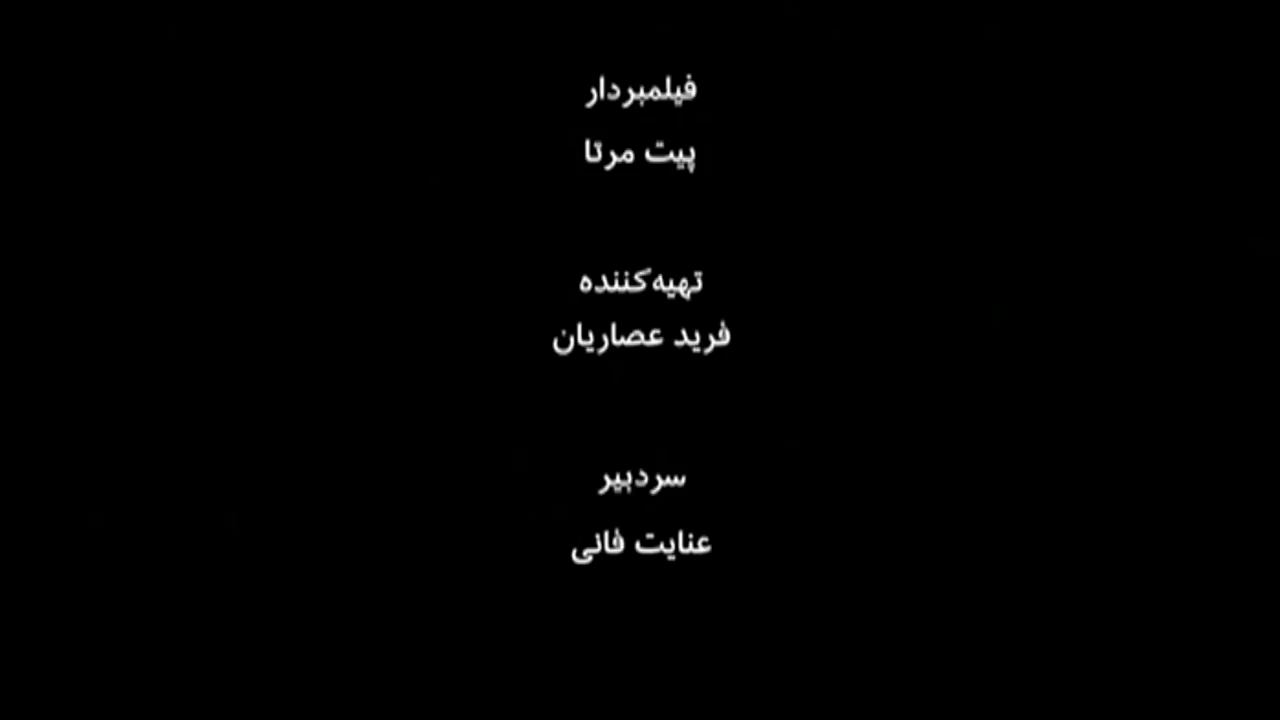 فیلمبردار
پیت مرتا
تهیه‌کننده
فرید عصاریان
سردبیر
عنایت فانی